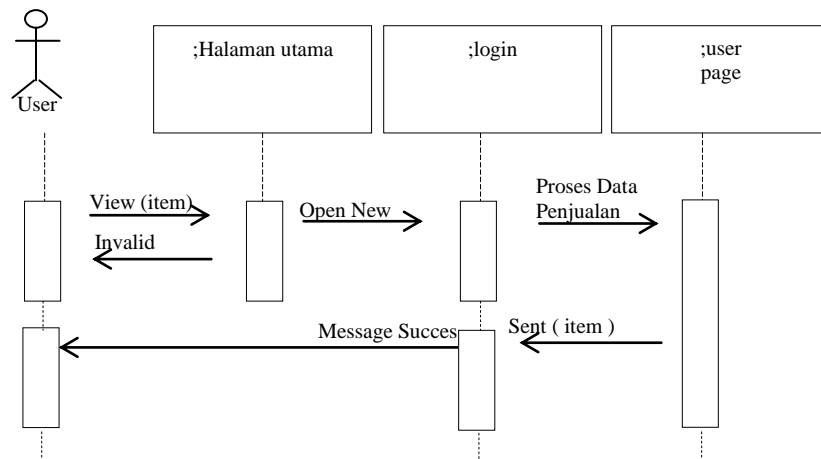 ;Halaman utama
;login
;user
page
User
View (item)
Open New
Proses Data
Penjualan
Invalid
Message Succes
Sent ( item )